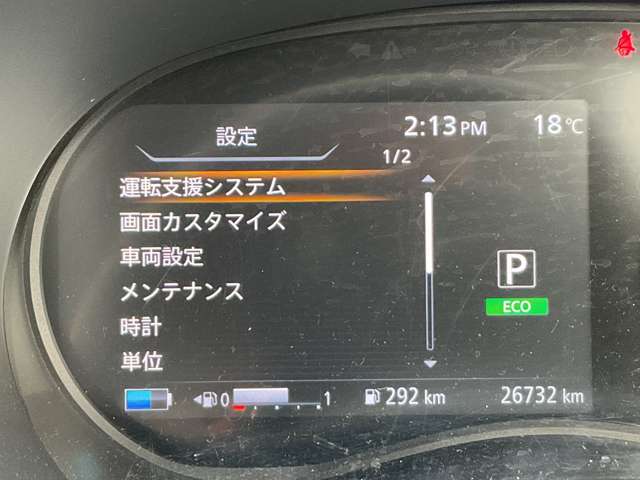 設定
2:13 PM 18℃
1/2
運転支援システム
画面カスタマイズ
車両設定
メンテナンス
時計
単位
P
ECO
0 1 292 km 26732 km